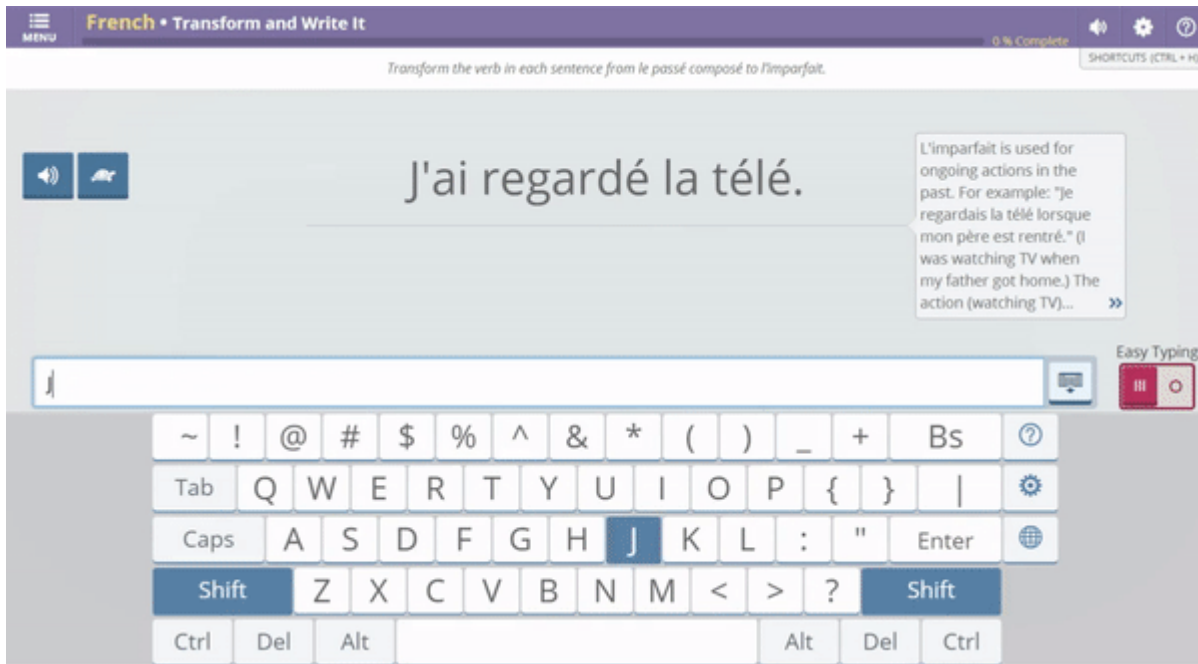 French • Transform and Write It
MENU
0 % Complete
SHORTCUTS (CTRL + H)
Transform the verb in each sentence from le passé composé to l'imparfait.
J'ai regardé la télé.
L'imparfait is used for
ongoing actions in the
past. For example: "Je
regardais la télé lorsque
mon père est rentré." (I
was watching TV when
my father got home.) The
action (watching TV)... »
Easy Typing
J
~ ! @ # $ % ^ & * ( ) _ + Bs
Tab Q W E R T Y U I O P { } |
Caps A S D F G H J K L : " Enter
Shift Z X C V B N M < > ? Shift
Ctrl Del Alt Alt Del Ctrl